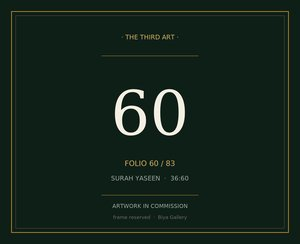 · THE THIRD ART ·
60
FOLIO 60 / 83
SURAH YASEEN · 36:60
ARTWORK IN COMMISSION
frame reserved · Biya Gallery